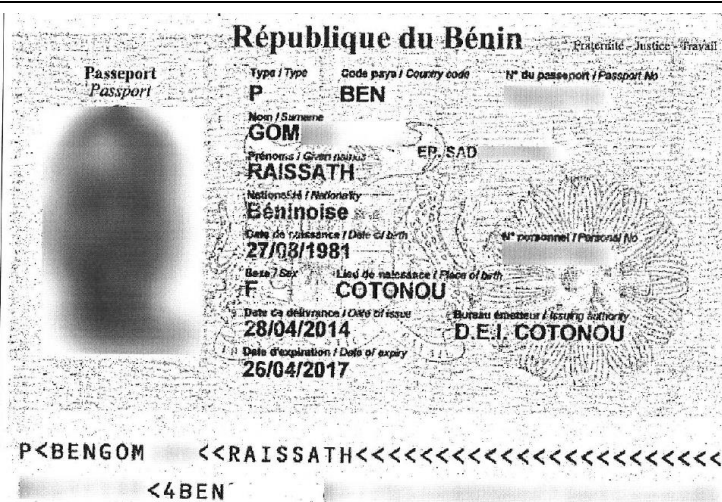 République du Bénin
Fraternité - Justice - Travail
Passeport
Passport
Type / Type Code pays / Country code N° du passeport / Passport No
P BEN
Nom / Surname
GOM
EP. SAD
Prénoms / Given names
RAISSATH
Nationalité / Nationality
Béninoise
Date de naissance / Date of birth N° personnel / Personal No
27/08/1981
Sexe / Sex Lieu de naissance / Place of birth
F COTONOU
Date de délivrance / Date of issue Bureau émetteur / Issuing authority
28/04/2014 D.E.I. COTONOU
Date d'expiration / Date of expiry
26/04/2017
P<BENGOM <<RAISSATH<<<<<<<<<<<<<<<<<<<<<<<
<4BEN